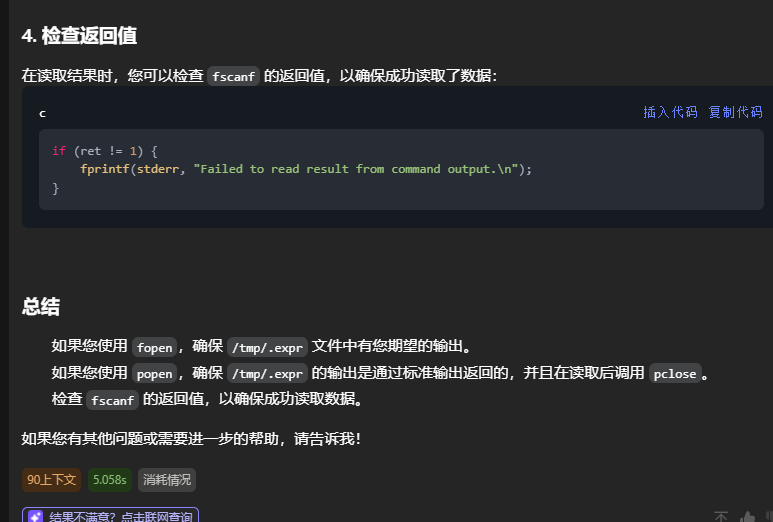 4. 检查返回值
在读取结果时，您可以检查 fscanf 的返回值，以确保成功读取了数据：
c 插入代码 复制代码
if (ret != 1) {
    fprintf(stderr, "Failed to read result from command output.\n");
}
总结
如果您使用 fopen，确保 /tmp/.expr 文件中有您期望的输出。
如果您使用 popen，确保 /tmp/.expr 的输出是通过标准输出返回的，并且在读取后调用 pclose。
检查 fscanf 的返回值，以确保成功读取数据。
如果您有其他问题或需要进一步的帮助，请告诉我！
90上下文 5.058s 消耗情况
结果不满意？点击联网查询